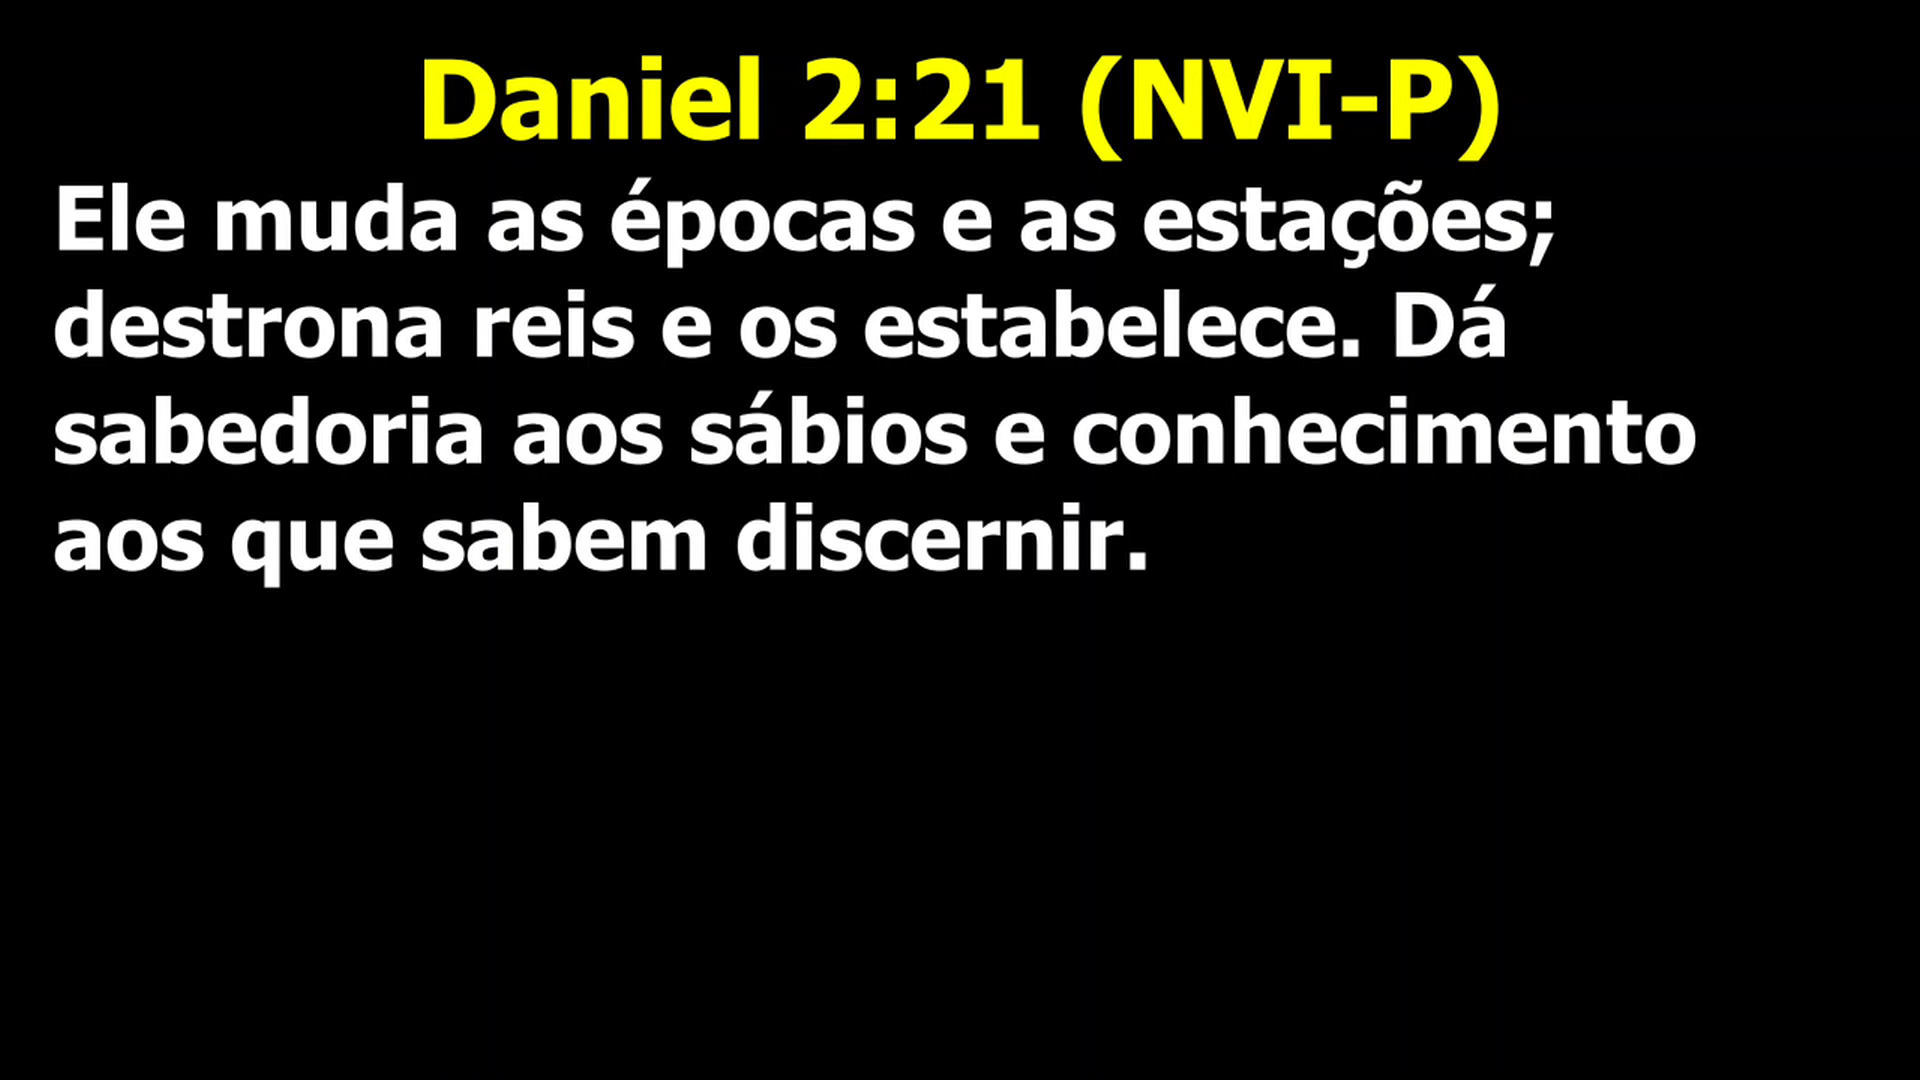 Daniel 2:21 (NVI-P)
Ele muda as épocas e as estações;
destrona reis e os estabelece. Dá
sabedoria aos sábios e conhecimento
aos que sabem discernir.